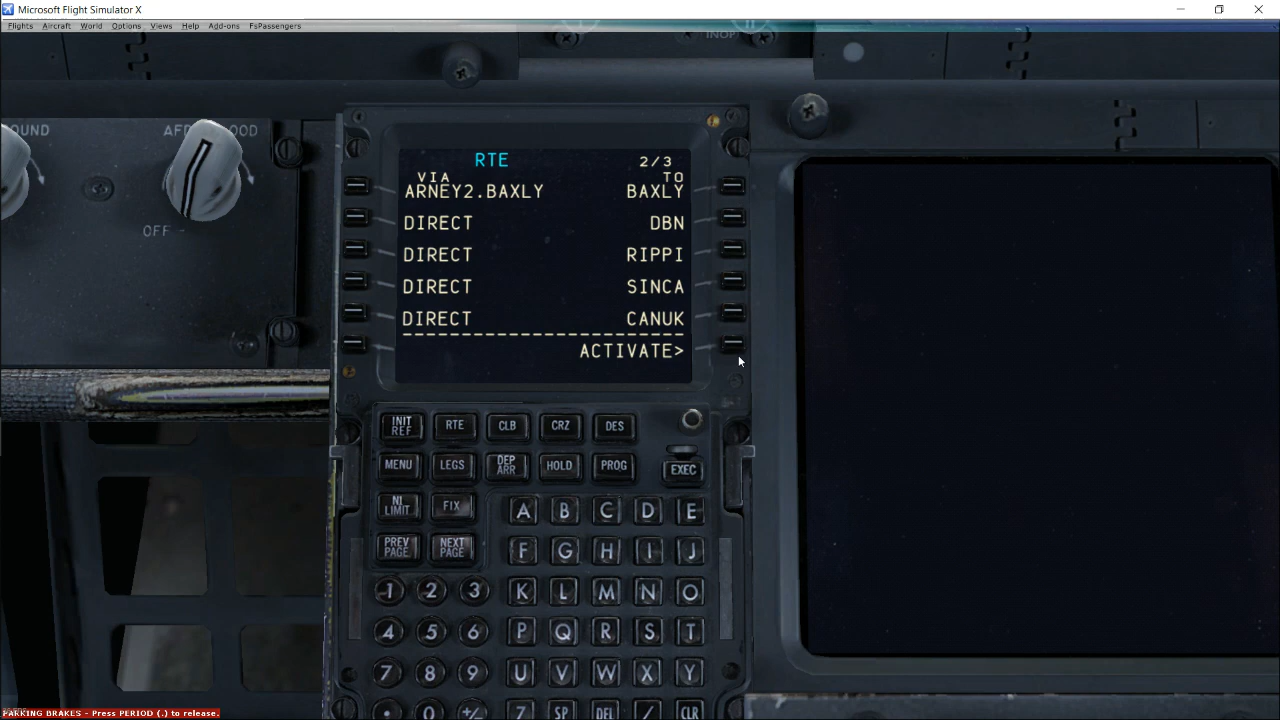 Microsoft Flight Simulator X
Flights Aircraft World Options Views Help Add-ons FsPassengers
INOP
OUND
OFF
RTE 2/3
VIA TO
ARNEY2.BAXLY BAXLY
DIRECT DBN
DIRECT RIPPI
DIRECT SINCA
DIRECT CANUK
--------------------------------
ACTIVATE>
INIT REF RTE CLB CRZ DES
MENU LEGS DEP ARR HOLD PROG EXEC
N1 LIMIT FIX
A B C D E
PREV PAGE NEXT PAGE
F G H I J
1 2 3 K L M N O
4 5 6 P Q R S T
7 8 9 U V W X Y
. 0 +/- Z SP DEL / CLR
PARKING BRAKES - Press PERIOD (.) to release.